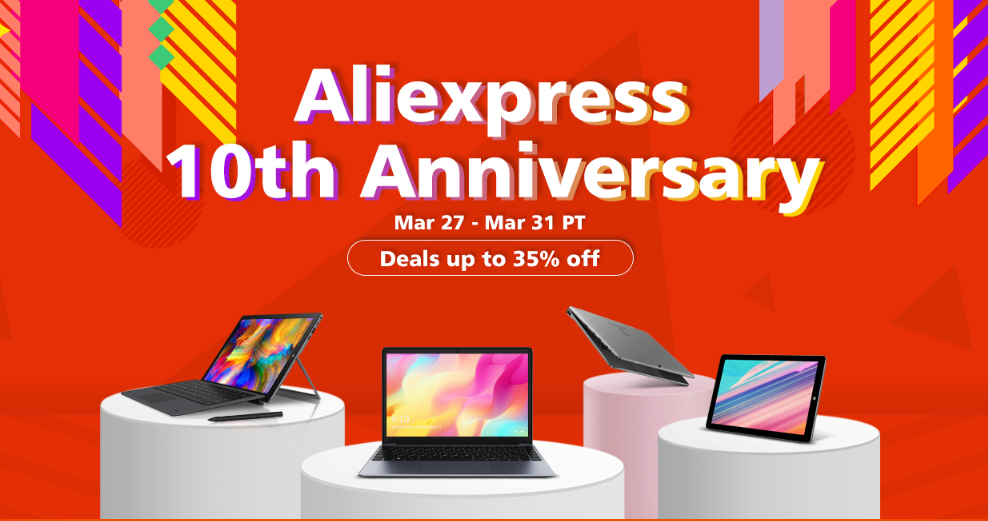 Aliexpress
10th Anniversary
Mar 27 - Mar 31 PT
Deals up to 35% off